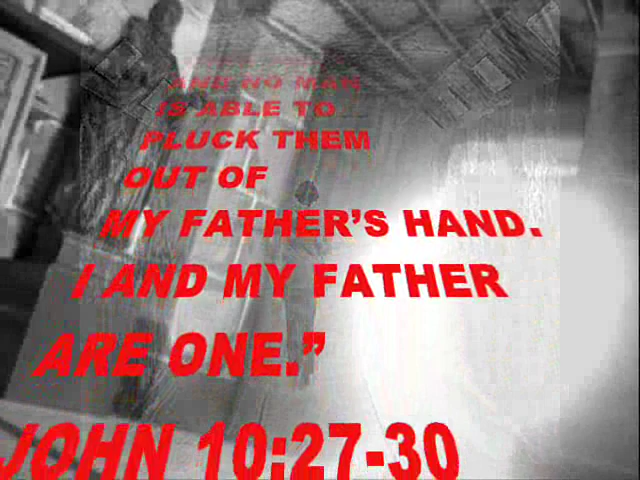 AND NO MAN
IS ABLE TO
PLUCK THEM
OUT OF
MY FATHER’S HAND.
I AND MY FATHER
ARE ONE.”
JOHN 10:27-30